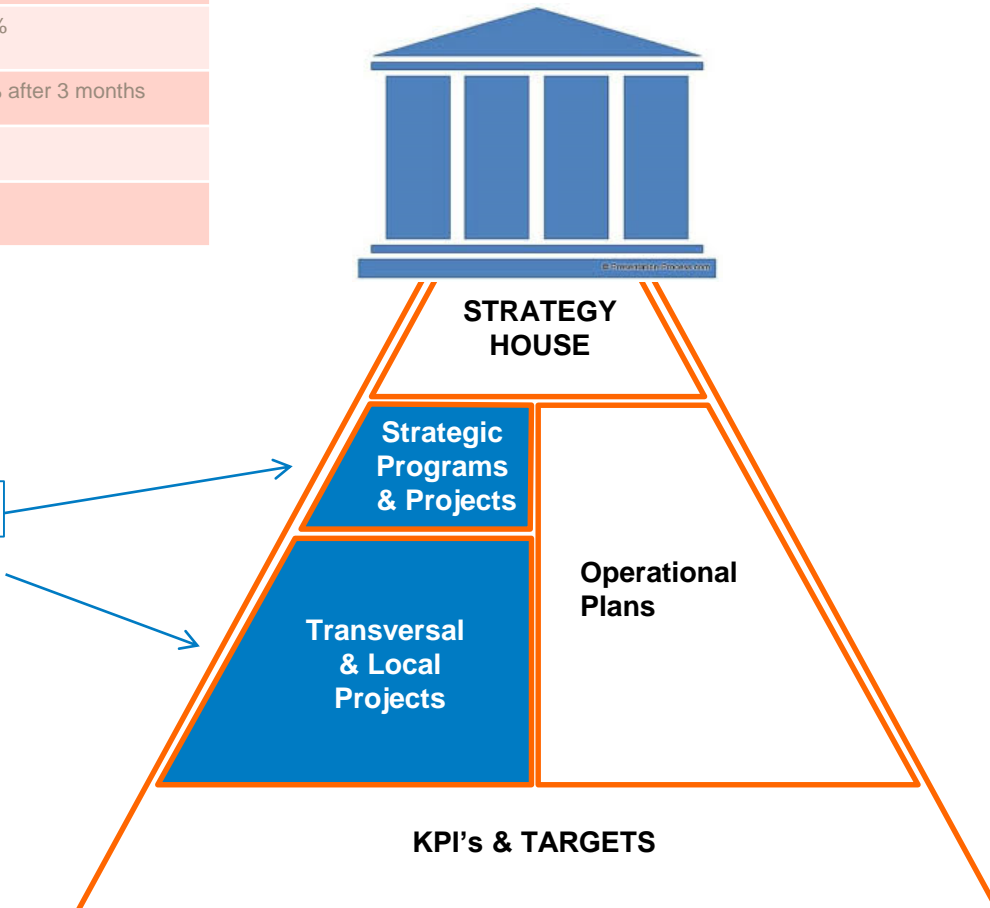 %
after 3 months
STRATEGY
HOUSE
Strategic
Programs
& Projects
Operational
Plans
Transversal
& Local
Projects
KPI's & TARGETS